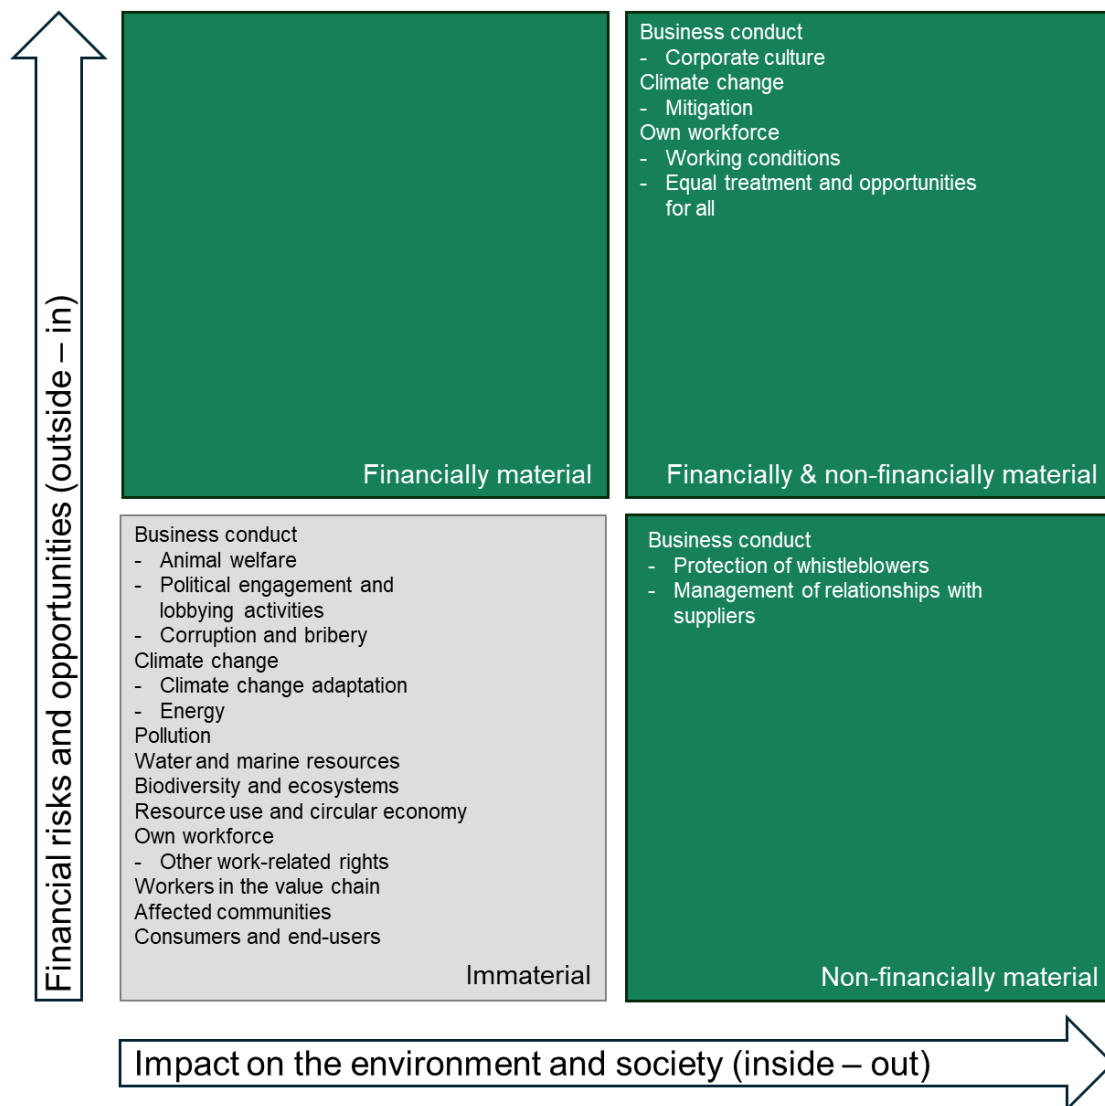 Financial risks and opportunities (outside – in)
Financially material
Business conduct
- Corporate culture
Climate change
- Mitigation
Own workforce
- Working conditions
- Equal treatment and opportunities
for all
Financially & non-financially material
Business conduct
- Animal welfare
- Political engagement and
lobbying activities
- Corruption and bribery
Climate change
- Climate change adaptation
- Energy
Pollution
Water and marine resources
Biodiversity and ecosystems
Resource use and circular economy
Own workforce
- Other work-related rights
Workers in the value chain
Affected communities
Consumers and end-users
Immaterial
Business conduct
- Protection of whistleblowers
- Management of relationships with
suppliers
Non-financially material
Impact on the environment and society (inside – out)